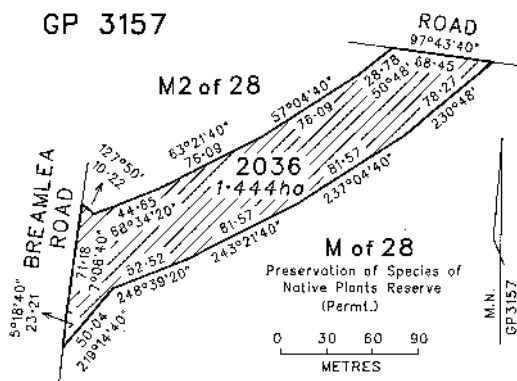 GP 3157
ROAD
97°43'40"
M2 of 28
57°04'40"
28·78
50°48'
68·45
76·09
78·27
230°48'
63°21'40"
76·09
127°50'
10·22
2036
1·444ha
81·57
237°04'40"
44·65
68°34'20"
81·57
243°21'40"
BREAMLEA
ROAD
71·18
7°06'40"
52·52
248°39'20"
5°18'40"
23·21
50·04
219°14'40"
M of 28
Preservation of Species of
Native Plants Reserve
(Permt.)
0 30 60 90
METRES
M.N.
GP3157